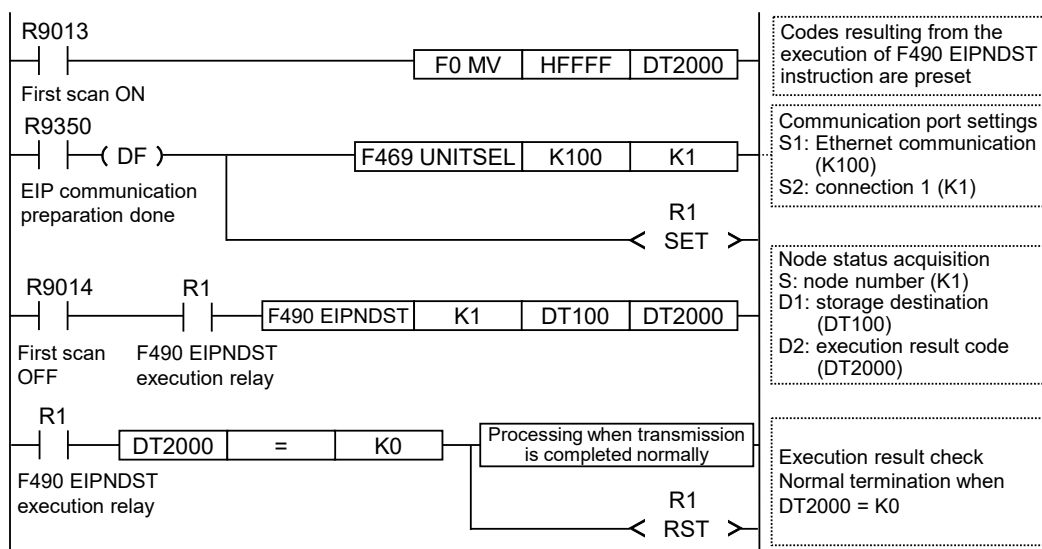 R9013
F0 MV HFFFF DT2000
First scan ON
Codes resulting from the
execution of F490 EIPNDST
instruction are preset
R9350
( DF )
F469 UNITSEL K100 K1
EIP communication
preparation done
R1
SET
Communication port settings
S1: Ethernet communication
(K100)
S2: connection 1 (K1)
R9014 R1
F490 EIPNDST K1 DT100 DT2000
First scan
OFF
F490 EIPNDST
execution relay
Node status acquisition
S: node number (K1)
D1: storage destination
(DT100)
D2: execution result code
(DT2000)
R1
DT2000 = K0
Processing when transmission
is completed normally
F490 EIPNDST
execution relay
R1
RST
Execution result check
Normal termination when
DT2000 = K0